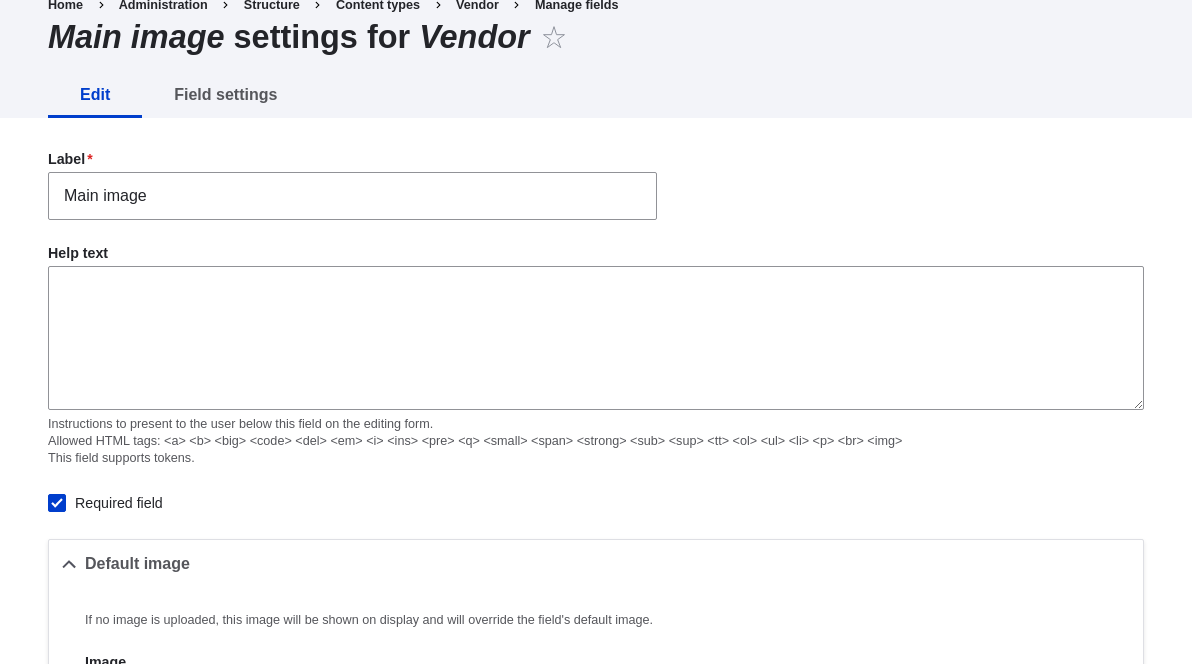 Home > Administration > Structure > Content types > Vendor > Manage fields
Main image settings for Vendor ☆
Edit Field settings
Label*
Main image
Help text
Instructions to present to the user below this field on the editing form.
Allowed HTML tags: <a> <b> <big> <code> <del> <em> <i> <ins> <pre> <q> <small> <span> <strong> <sub> <sup> <tt> <ol> <ul> <li> <p> <br> <img>
This field supports tokens.
Required field
Default image
If no image is uploaded, this image will be shown on display and will override the field's default image.
Image